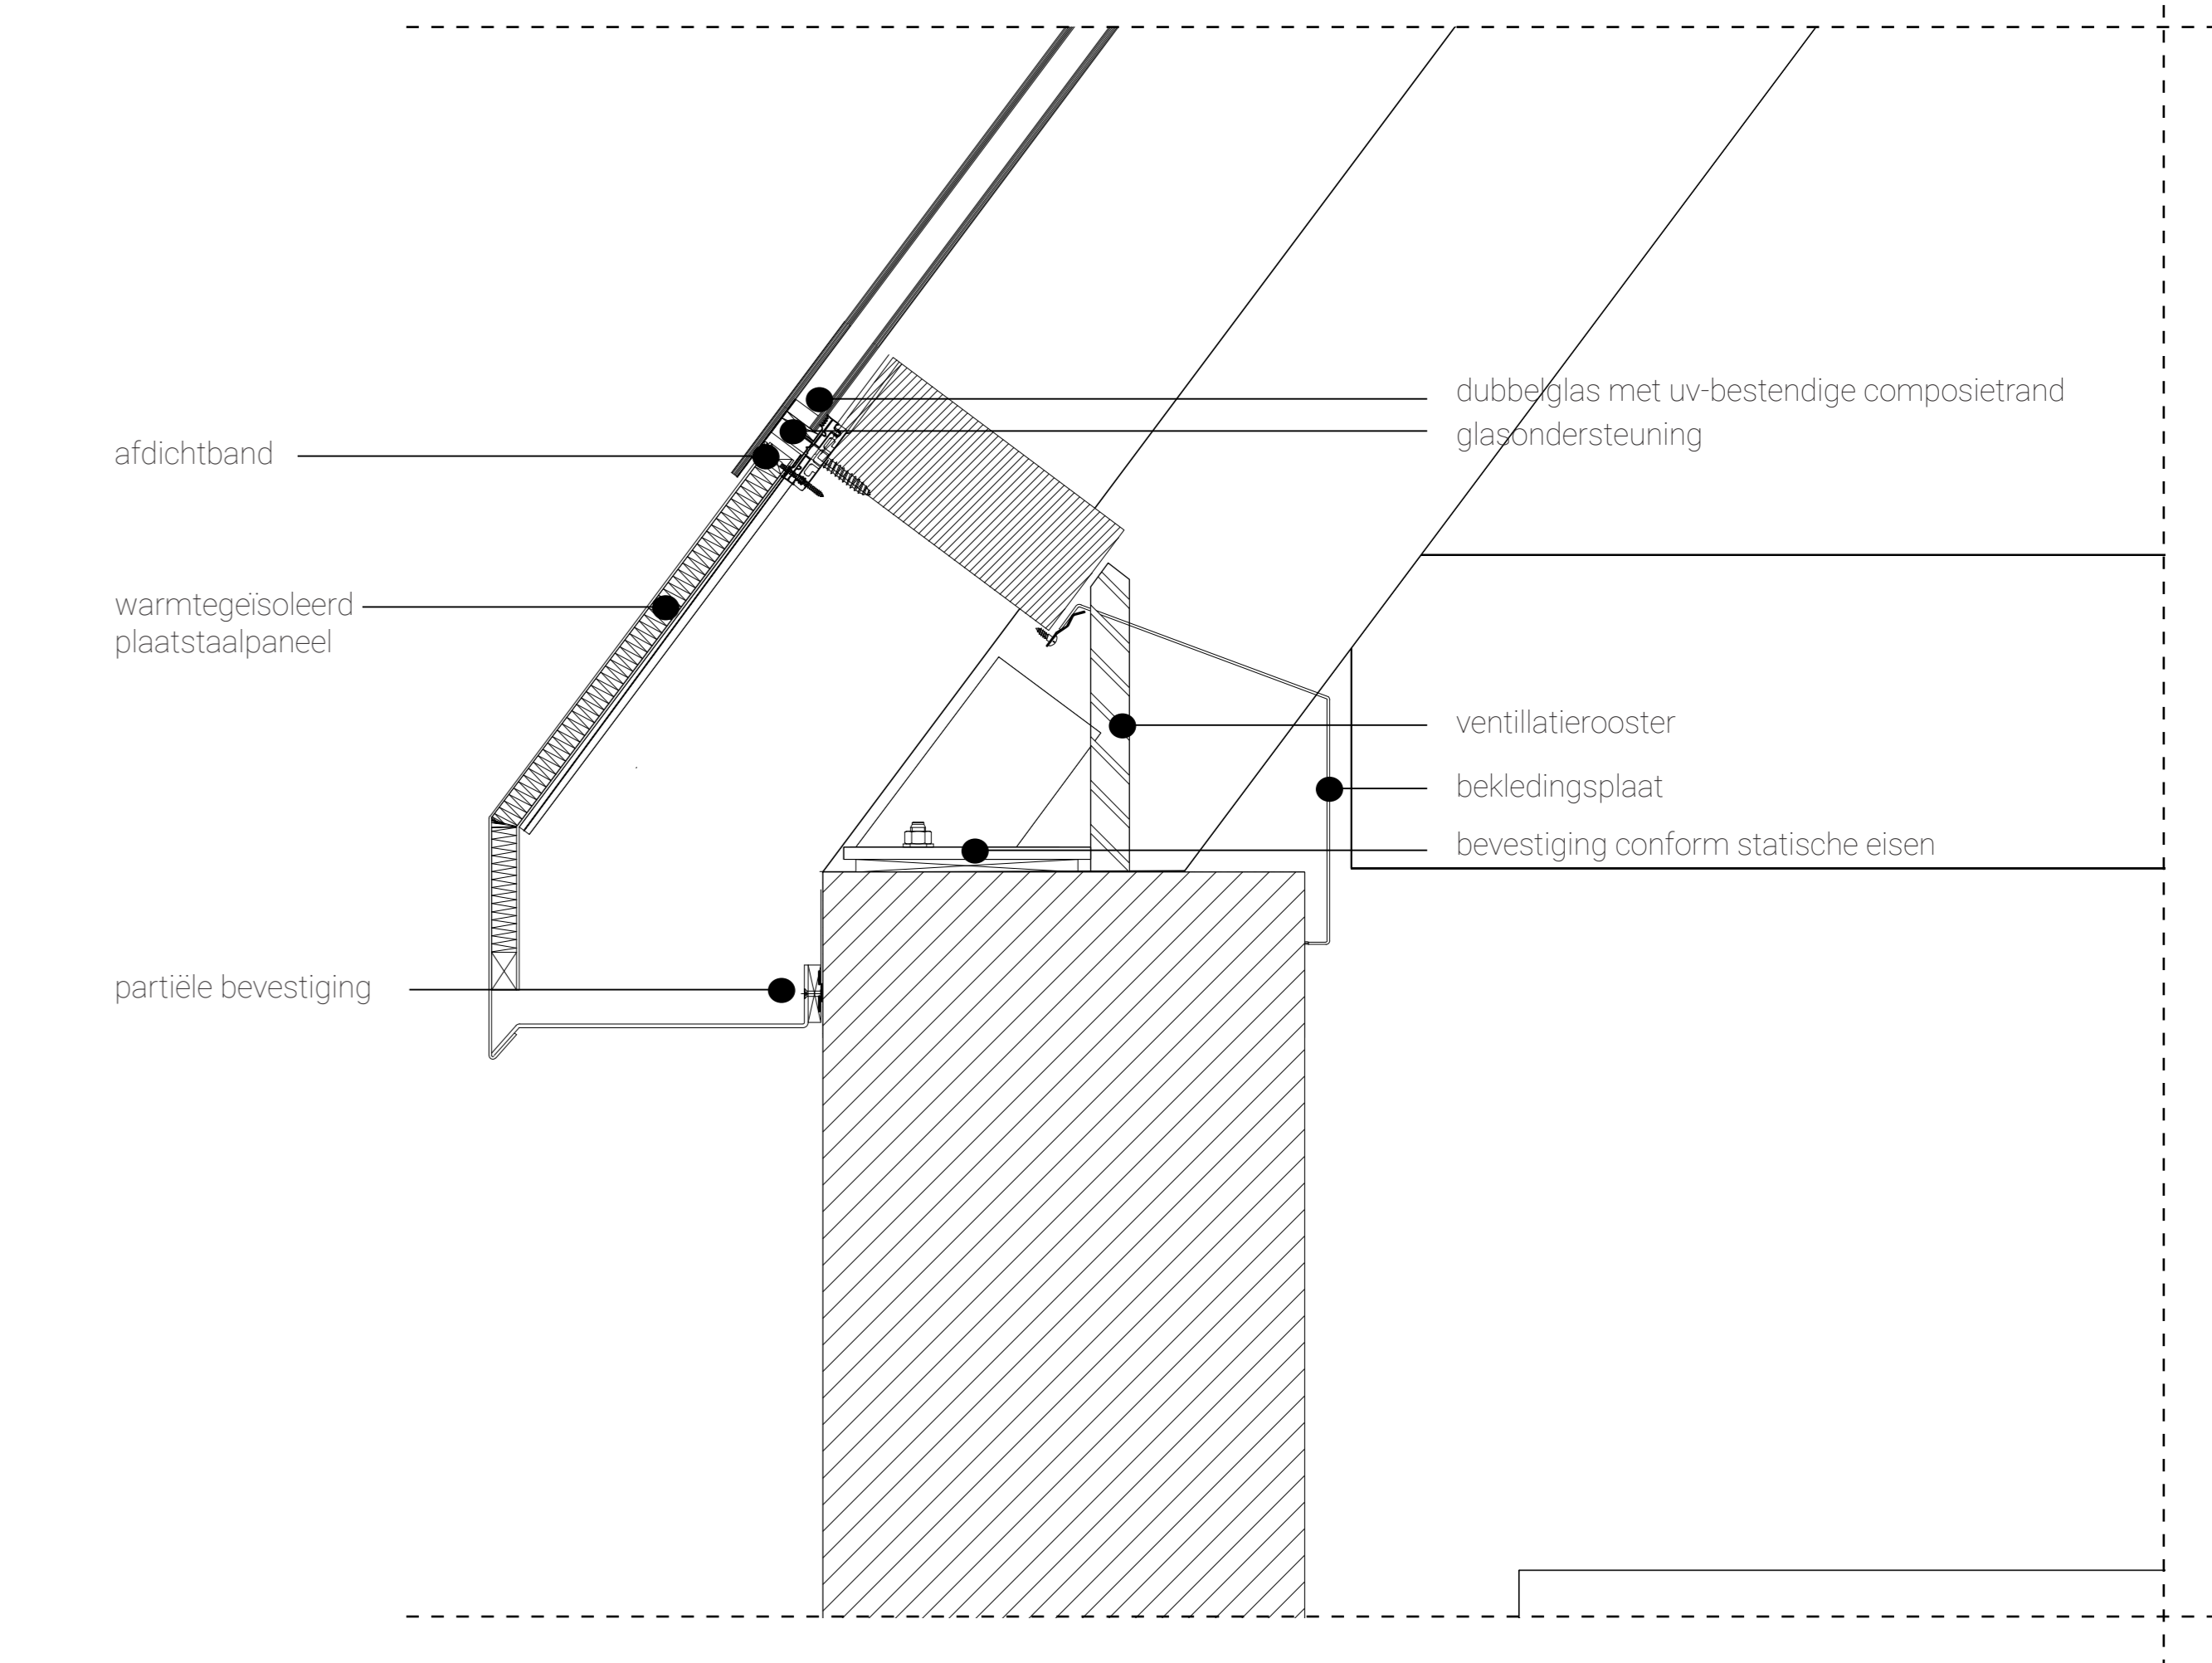 dubbelglas met uv-bestendige composietrand
glasondersteuning
afdichtband
warmtegeïsoleerd
plaatstaalpaneel
ventillatierooster
bekledingsplaat
bevestiging conform statische eisen
partiële bevestiging